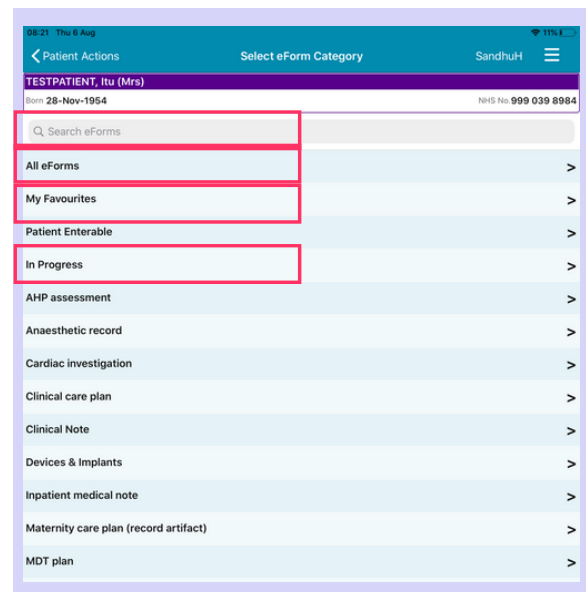 08:21 Thu 6 Aug 11%
Patient Actions Select eForm Category SandhuH
TESTPATIENT, Itu (Mrs)
Born 28-Nov-1954 NHS No. 999 039 8984
Search eForms
All eForms >
My Favourites >
Patient Enterable >
In Progress >
AHP assessment >
Anaesthetic record >
Cardiac investigation >
Clinical care plan >
Clinical Note >
Devices & Implants >
Inpatient medical note >
Maternity care plan (record artifact) >
MDT plan >